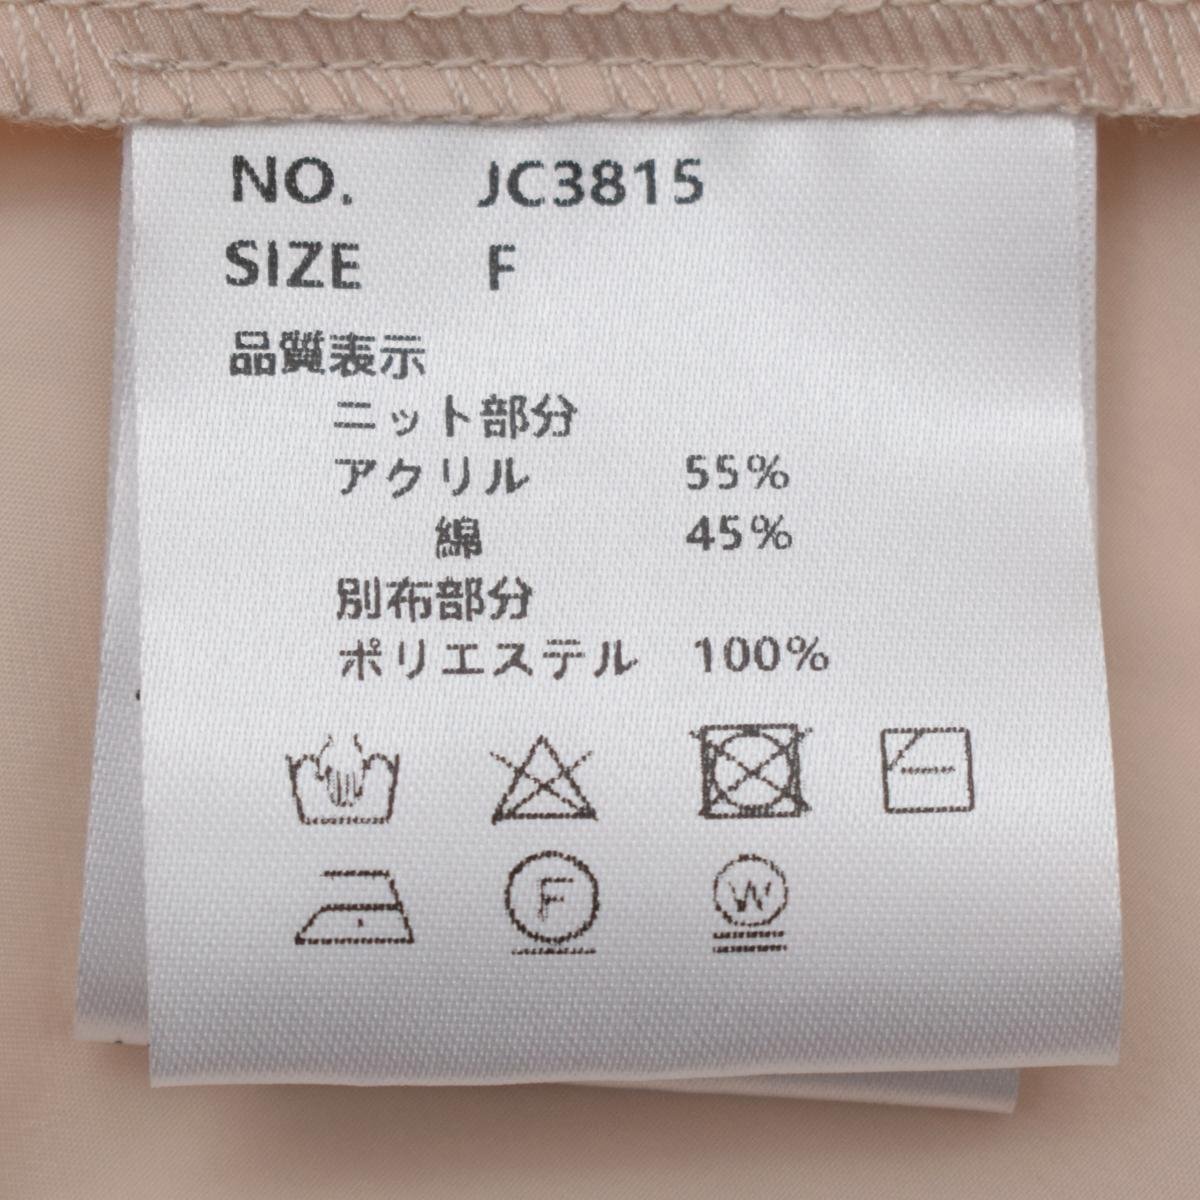 NO. JC3815
SIZE F
品質表示
ニット部分
アクリル 55%
綿 45%
別布部分
ポリエステル 100%
F W